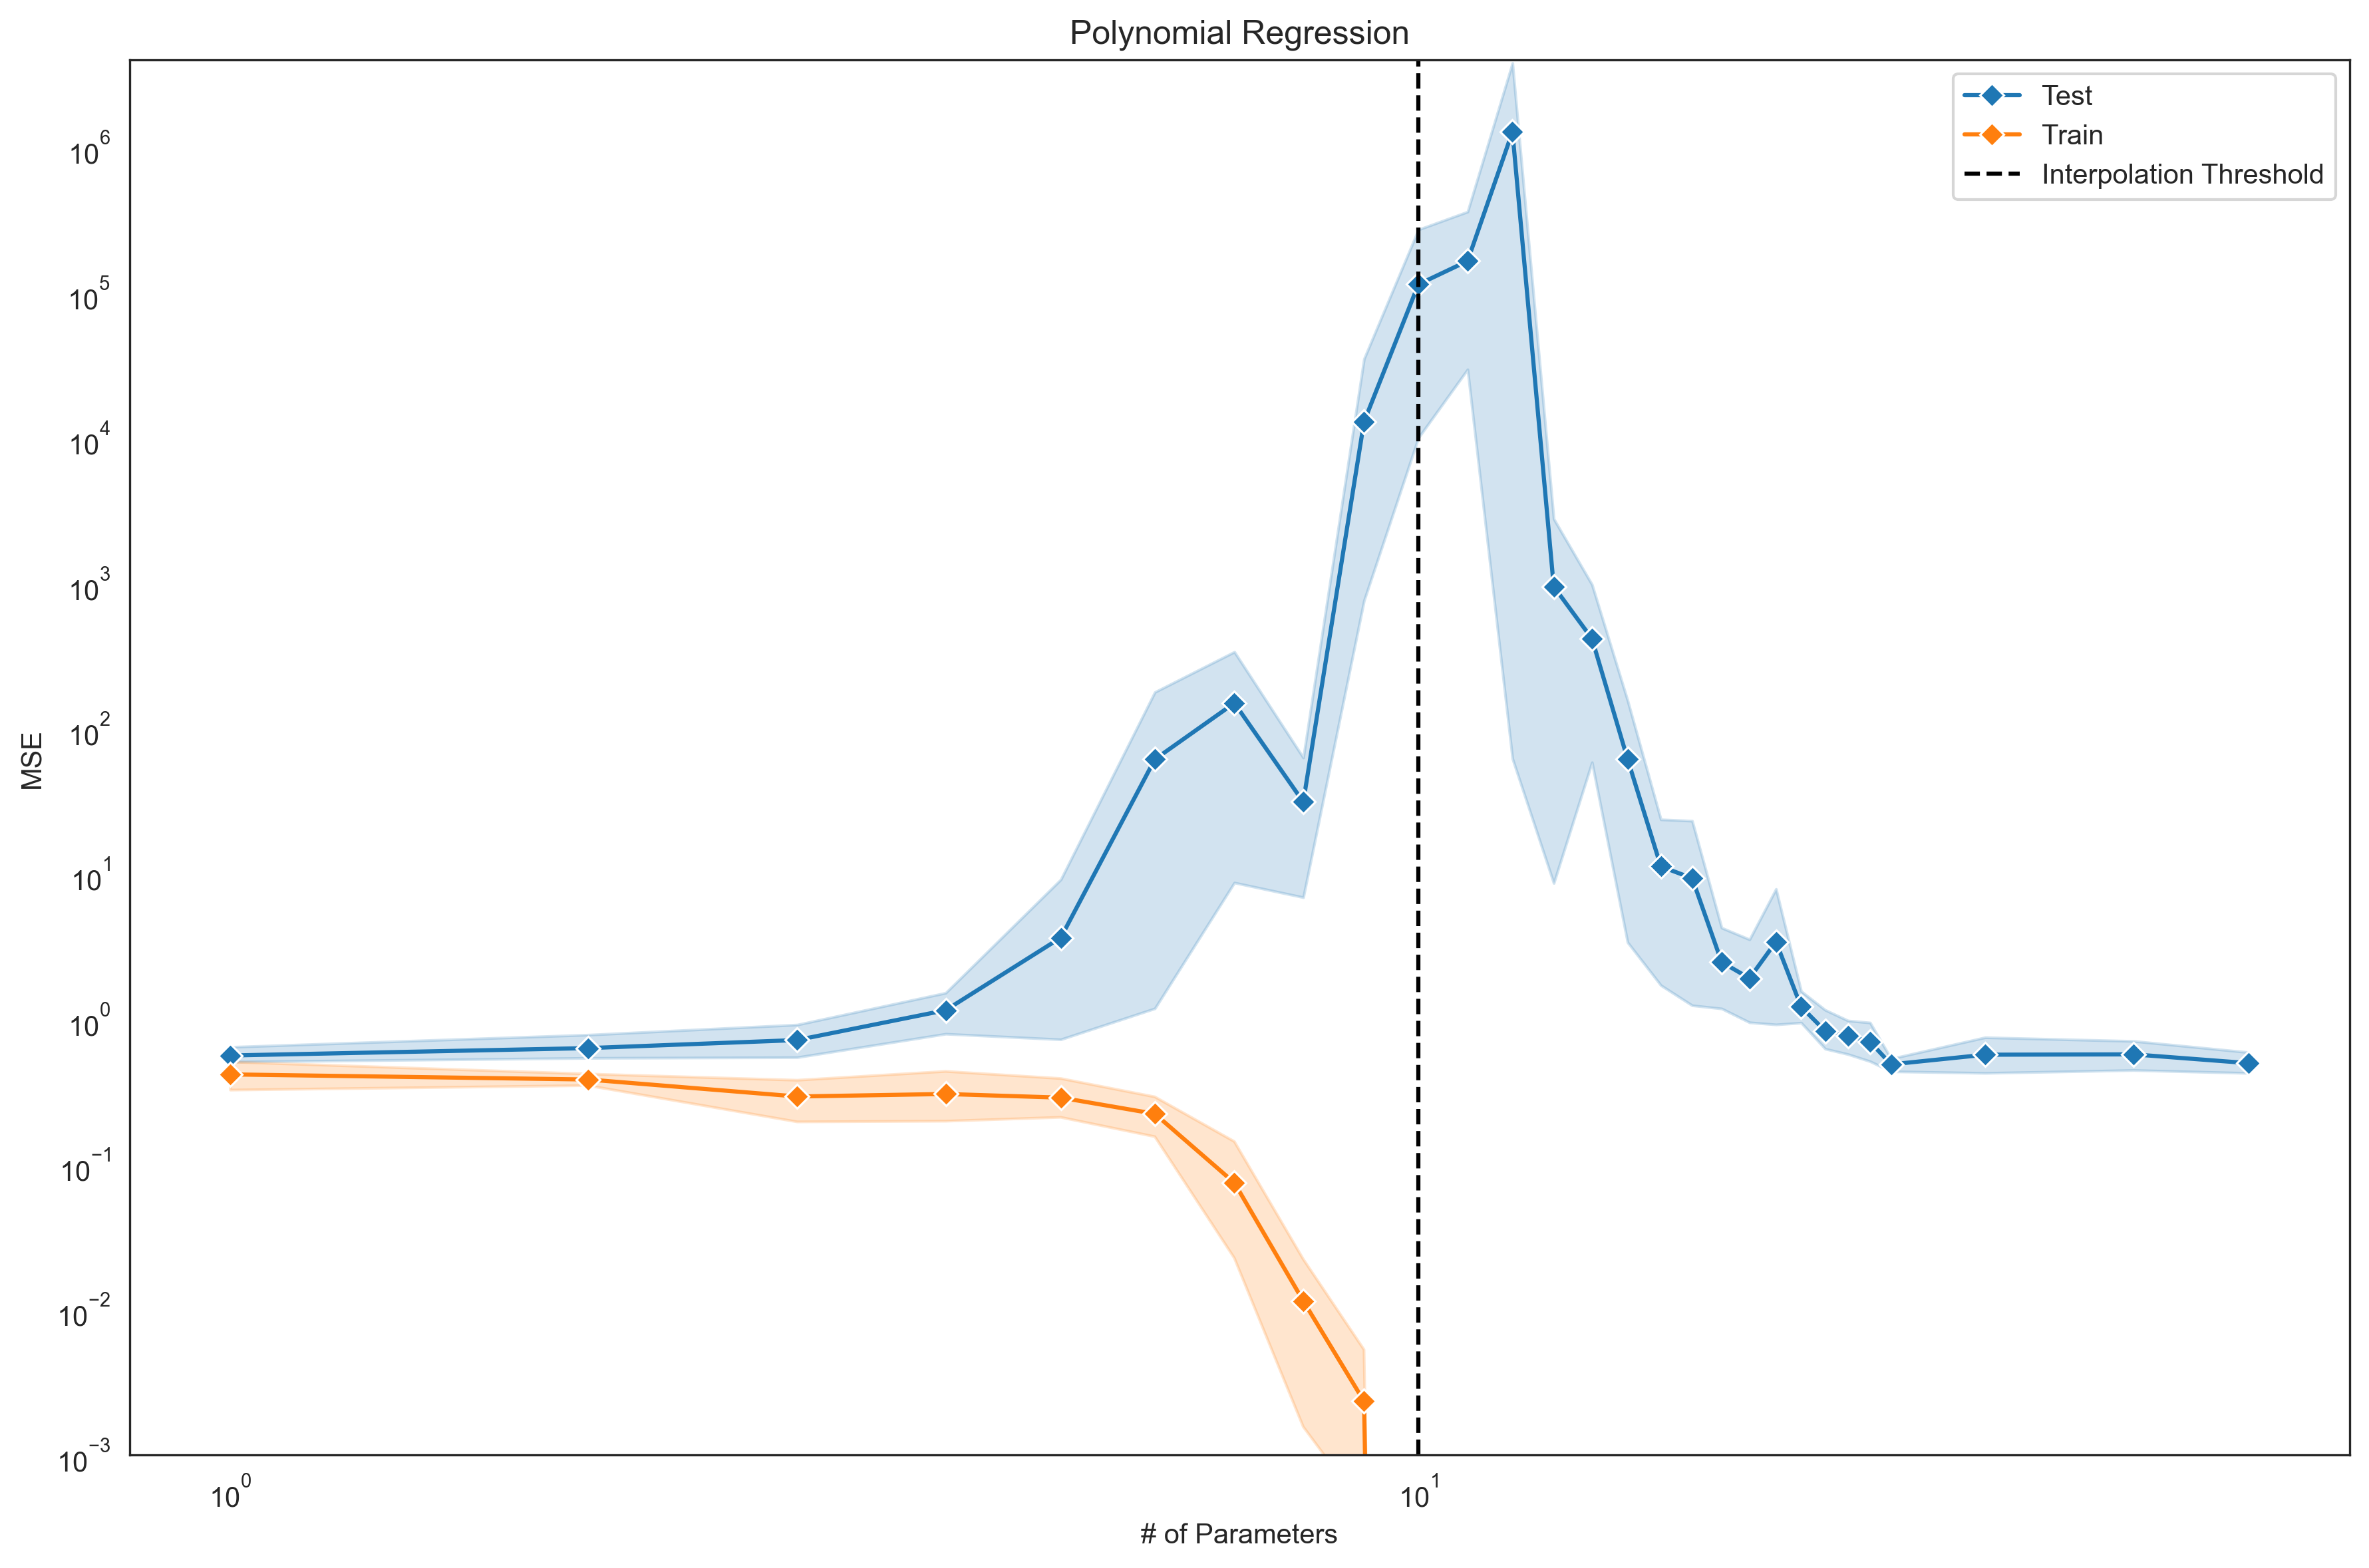 Polynomial Regression
Test
Train
Interpolation Threshold
10^6
10^5
10^4
10^3
10^2
10^1
10^0
10^−1
10^−2
10^−3
MSE
10^0
10^1
# of Parameters